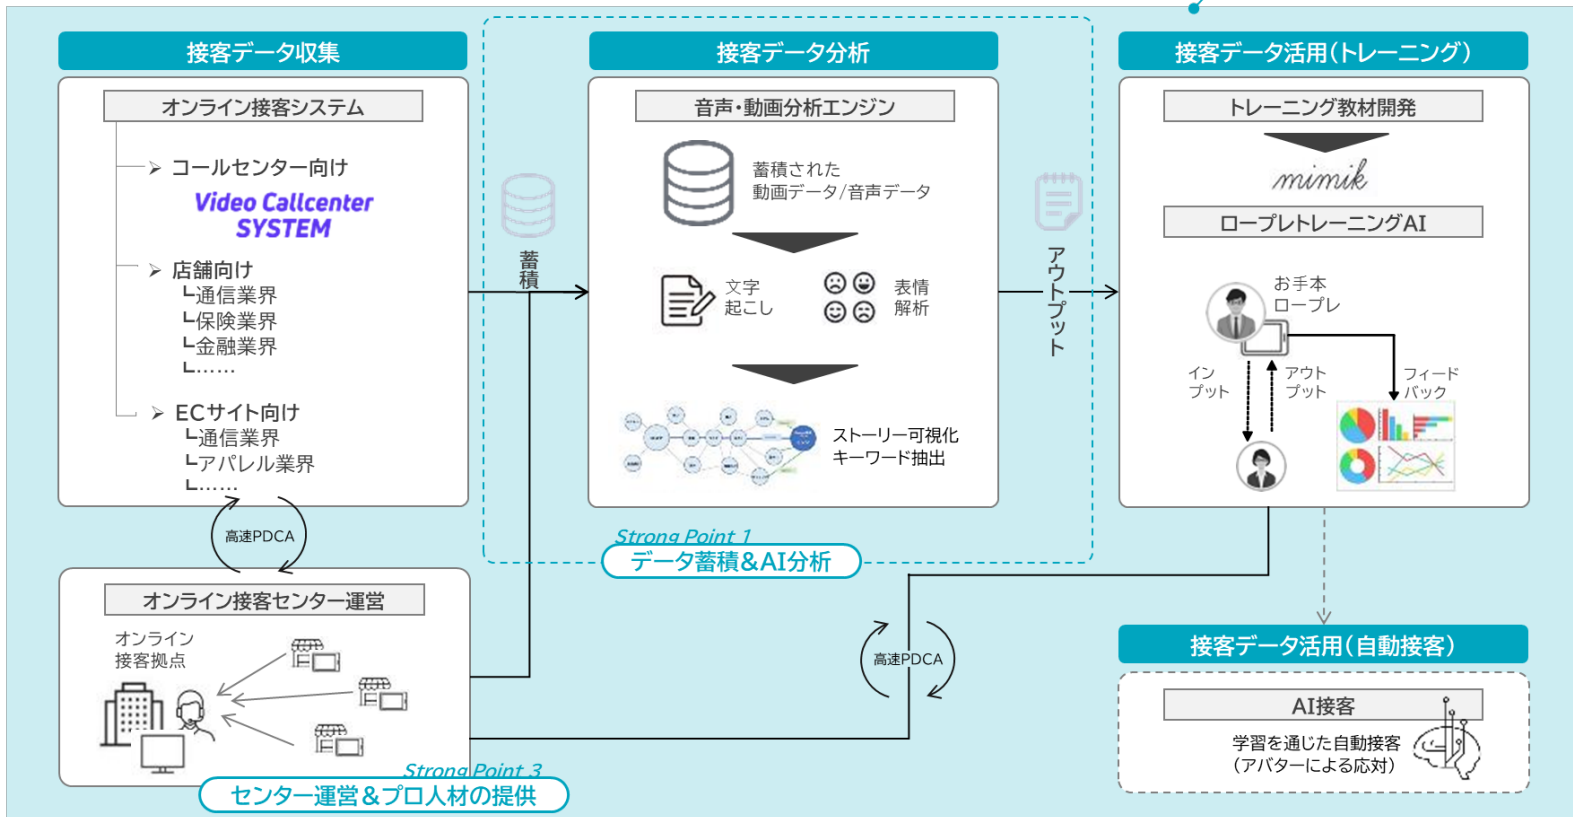 接客データ収集
オンライン接客システム
コールセンター向け
Video Callcenter
SYSTEM
店舗向け
┗通信業界
┗保険業界
┗金融業界
┗……
ECサイト向け
┗通信業界
┗アパレル業界
┗……
高速PDCA
オンライン接客センター運営
オンライン
接客拠点
Strong Point 3
センター運営&プロ人材の提供
蓄積
接客データ分析
音声・動画分析エンジン
蓄積された
動画データ/音声データ
文字
起こし
表情
解析
ストーリー可視化
キーワード抽出
Strong Point 1
データ蓄積&AI分析
アウトプット
高速PDCA
接客データ活用(トレーニング)
トレーニング教材開発
mimik
ロープレトレーニングAI
お手本
ロープレ
イン
プット
アウト
プット
フィード
バック
接客データ活用(自動接客)
AI接客
学習を通じた自動接客
(アバターによる応対)